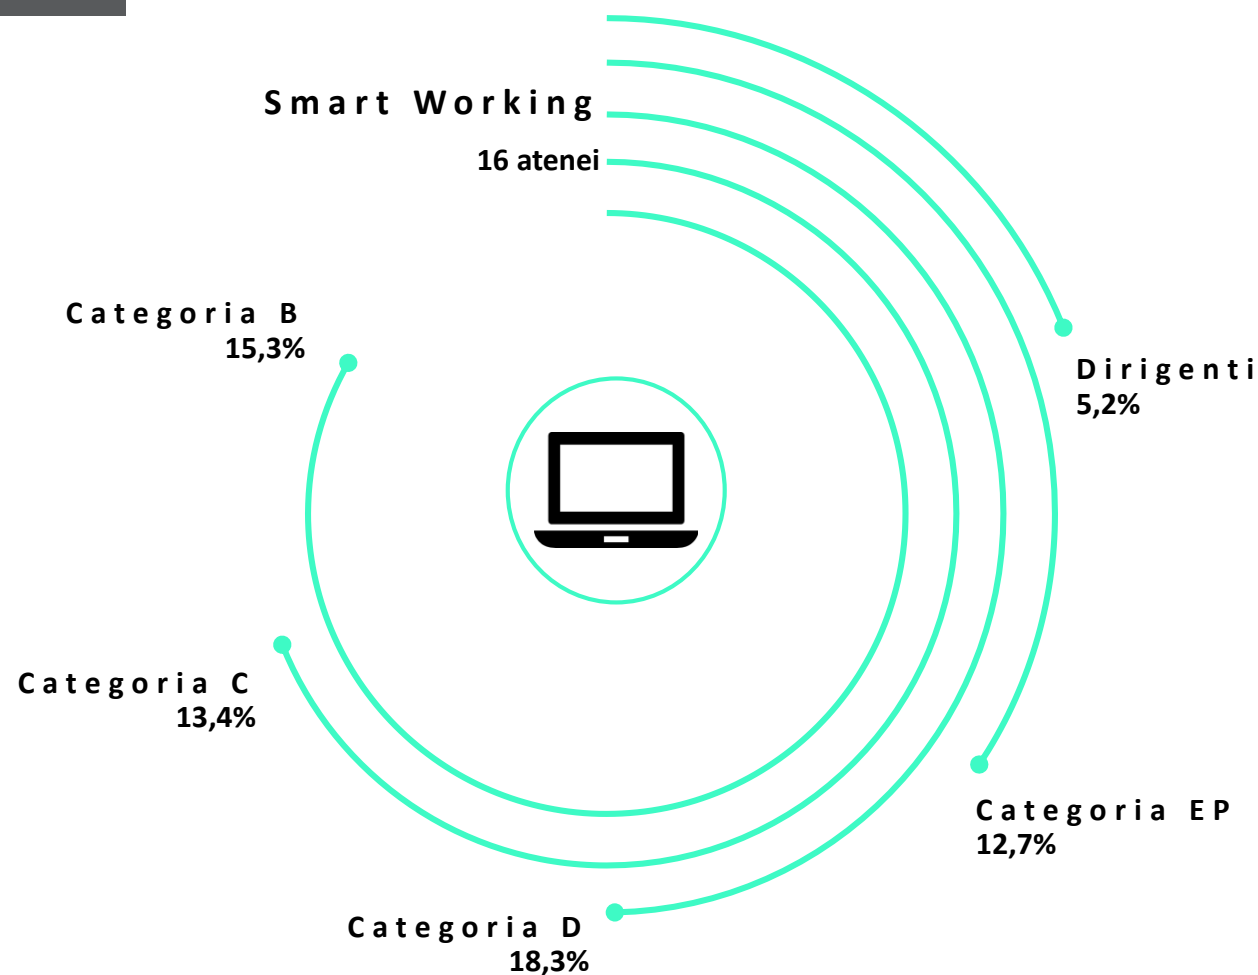 Smart Working
16 atenei
Categoria B
15,3%
Dirigenti
5,2%
Categoria C
13,4%
Categoria EP
12,7%
Categoria D
18,3%